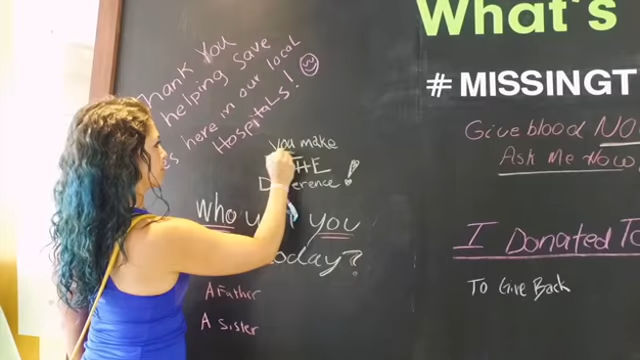 Thank You
helping save
here in our local
HospitaLs!
you make
THE
Difference!
Who you
today?
A Father
A Sister
What's
#MISSINGT
Give blood NO
Ask Me Now
I Donated To
To Give Back